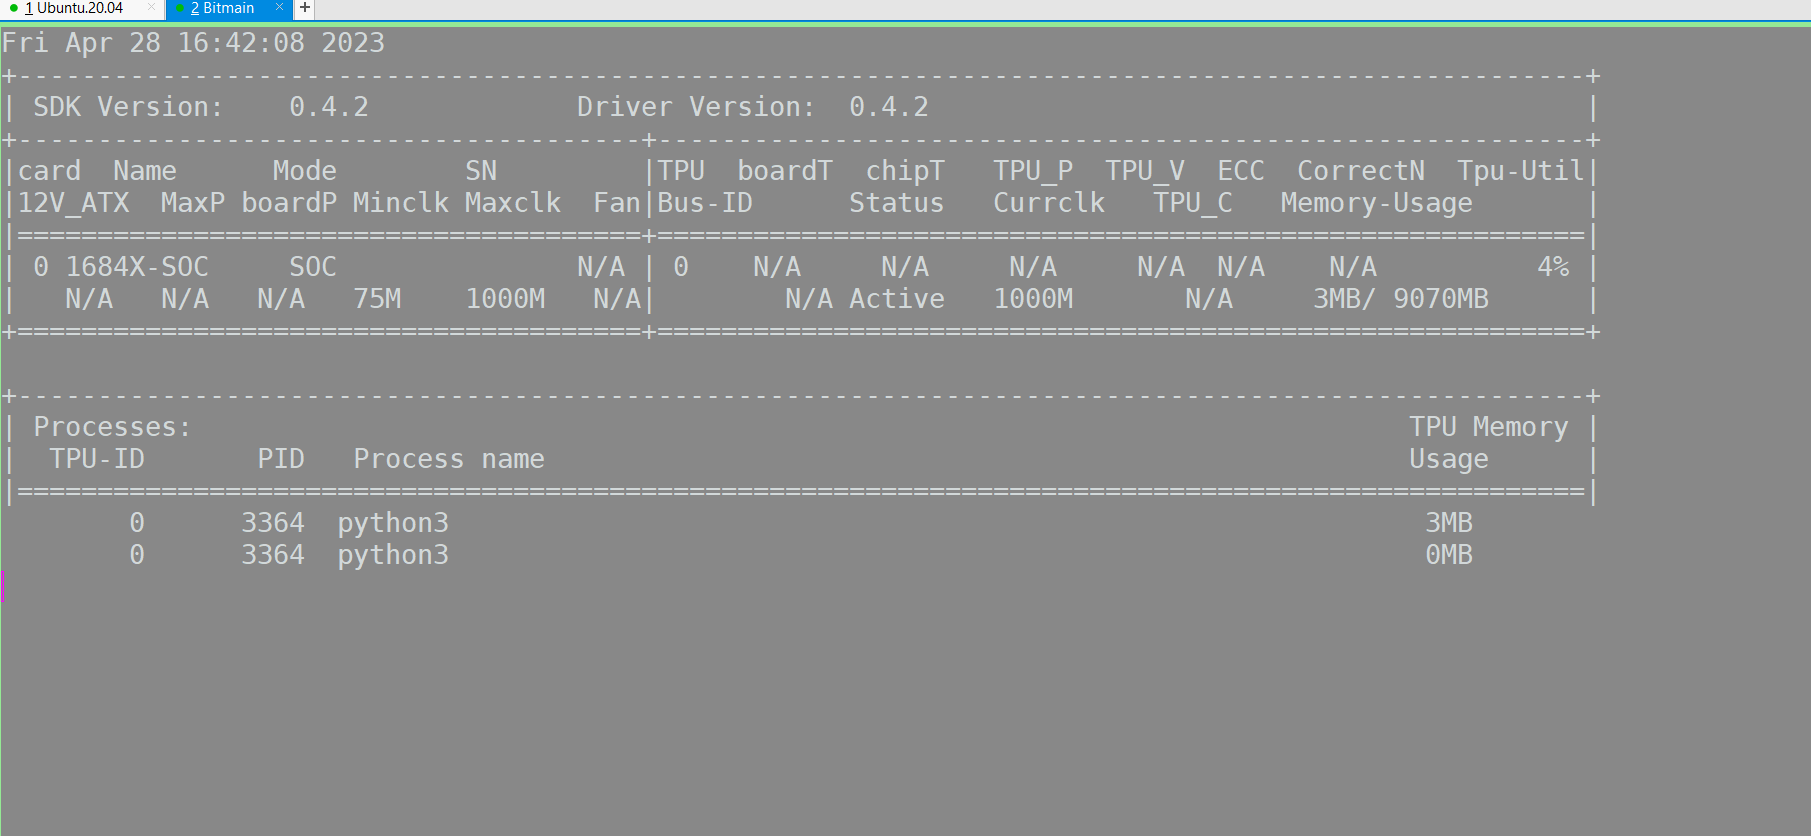 1 Ubuntu.20.04 × 2 Bitmain × +
Fri Apr 28 16:42:08 2023
+--------------------------------------------------------------------------------------------------+
| SDK Version:    0.4.2             Driver Version:  0.4.2                                         |
+---------------------------------------+----------------------------------------------------------+
|card  Name      Mode        SN         |TPU  boardT  chipT   TPU_P  TPU_V  ECC  CorrectN  Tpu-Util|
|12V_ATX  MaxP boardP Minclk Maxclk  Fan|Bus-ID      Status   Currclk   TPU_C   Memory-Usage       |
|=======================================+==========================================================|
| 0 1684X-SOC     SOC               N/A | 0    N/A     N/A     N/A     N/A  N/A    N/A          4% |
|   N/A   N/A   N/A   75M    1000M   N/A|        N/A Active   1000M       N/A     3MB/ 9070MB      |
+=======================================+==========================================================+
+--------------------------------------------------------------------------------------------------+
| Processes:                                                                            TPU Memory |
|  TPU-ID       PID   Process name                                                      Usage      |
|==================================================================================================|
        0      3364  python3                                                             3MB
        0      3364  python3                                                             0MB